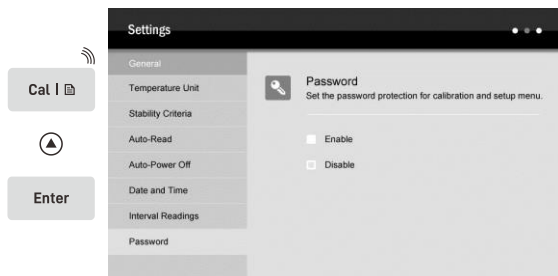 Settings
General
Temperature Unit
Stability Criteria
Auto-Read
Auto-Power Off
Date and Time
Interval Readings
Password
Password
Set the password protection for calibration and setup menu.
Enable
Disable
Cal |
Enter